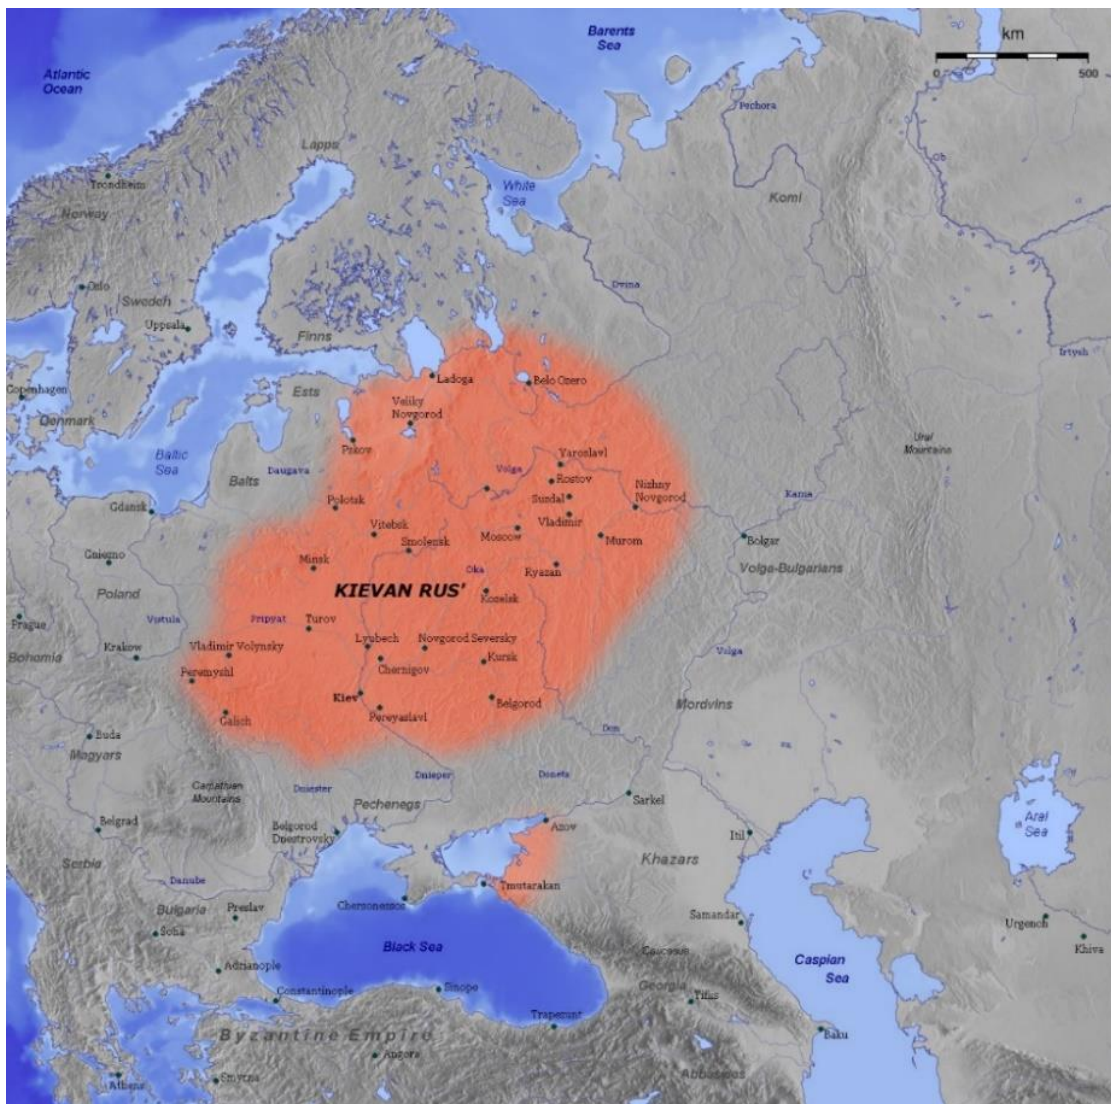 Barents
Sea
km
0
500
Atlantic
Ocean
Pechora
Lapps
Ob
Trondheim
White
Sea
Komi
Norway
Dvina
Oslo
Sweden
Uppsala
Finns
Irtysh
Ladoga
Belo Ozero
Copenhagen
Ests
Veliky
Novgorod
Denmark
Pskov
Ural
Mountains
Baltic
Sea
Yaroslavl
Daugava
Volga
Balts
Rostov
Nizhny
Novgorod
Kama
Polotsk
Suzdal
Gdansk
Vladimir
Vitebsk
Moscow
Smolensk
Murom
Bolgar
Gniezno
Minsk
Oka
Ryazan
Volga-Bulgarians
KIEVAN RUS'
Poland
Kozelsk
Prague
Vistula
Pripyat
Turov
Lyubech
Novgorod Seversky
Vladimir Volynsky
Krakow
Bohemia
Volga
Kursk
Chernigov
Peremyshl
Kiev
Belgorod
Mordvins
Galich
Pereyaslavl
Don
Buda
Magyars
Dnieper
Donets
Carpathian
Mountains
Dniester
Pechenegs
Sarkel
Aral
Sea
Belgrad
Belgorod
Dnestrovsky
Azov
Itil
Serbia
Khazars
Danube
Tmutarakan
Bulgaria
Preslav
Chersonessos
Samandar
Urgench
Sofia
Khiva
Black Sea
Caucasus
Caspian
Sea
Adrianople
Georgia
Constantinople
Sinope
Tiflis
Trapezunt
Byzantine Empire
Baku
Angora
Abbasides
Athens
Smyrna